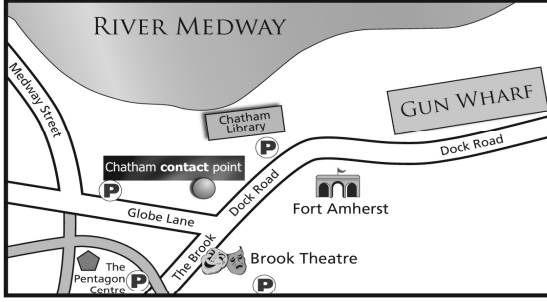 RIVER MEDWAY
Medway Street
GUN WHARF
Chatham
Library
P
Dock Road
Chatham contact point
P
Dock Road
Fort Amherst
Globe Lane
The Brook
Brook Theatre
The
Pentagon
Centre
P
P